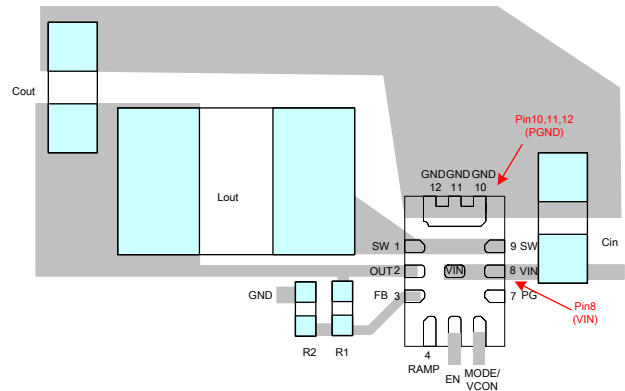 Cout
Pin10,11,12
(PGND)
GND GND GND
12 11 10
Lout
SW 1
9 SW
Cin
OUT 2
VIN
8 VIN
GND
FB 3
7 PG
Pin8
(VIN)
R2
R1
4
RAMP
EN
MODE/
VCON